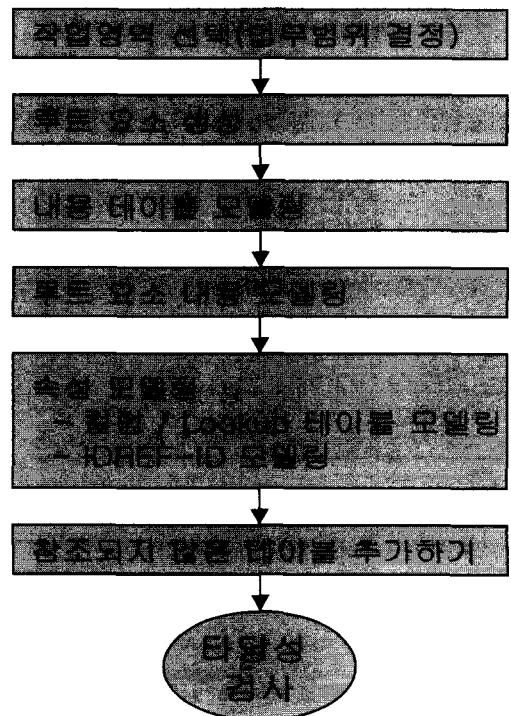 작업영역 선택(업무범위 결정)
루트 요소 생성
내용 테이블 모델링
루트 요소 내용 모델링
속성 모델링
- 컬럼 / Lookup 테이블 모델링
- IDREF-ID 모델링
참조되지 않은 테이블 추가하기
타당성
검사